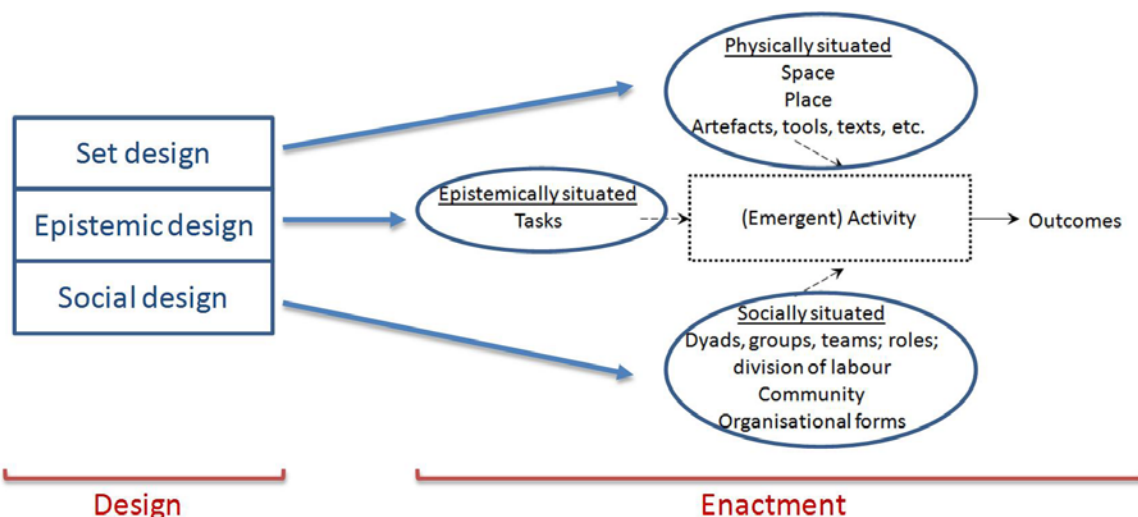 Set design
Epistemic design
Social design
Physically situated
Space
Place
Artefacts, tools, texts, etc.
Epistemically situated
Tasks
(Emergent) Activity
Outcomes
Socially situated
Dyads, groups, teams; roles;
division of labour
Community
Organisational forms
Design
Enactment